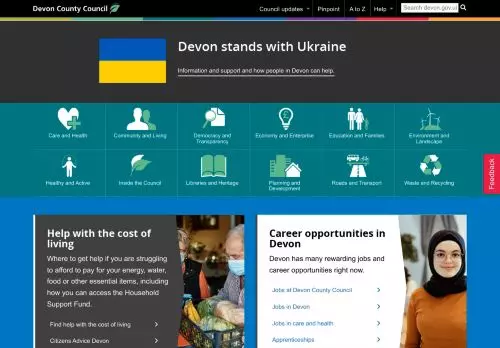 Devon County Council
Council updates
Pinpoint
A to Z
Help
Search devon.gov.u
Devon stands with Ukraine
Information and support and how people in Devon can help.
Care and Health
Community and Living
Democracy and
Transparency
Economy and Enterprise
Education and Families
Environment and
Landscape
Healthy and Active
Inside the Council
Libraries and Heritage
Planning and
Development
Roads and Transport
Waste and Recycling
Feedback
Help with the cost of
living
Where to get help if you are struggling
to afford to pay for your energy, water,
food or other essential items, including
how you can access the Household
Support Fund.
Find help with the cost of living
Citizens Advice Devon
Career opportunities in
Devon
Devon has many rewarding jobs and
career opportunities right now.
Jobs at Devon County Council
Jobs in Devon
Jobs in care and health
Apprenticeships